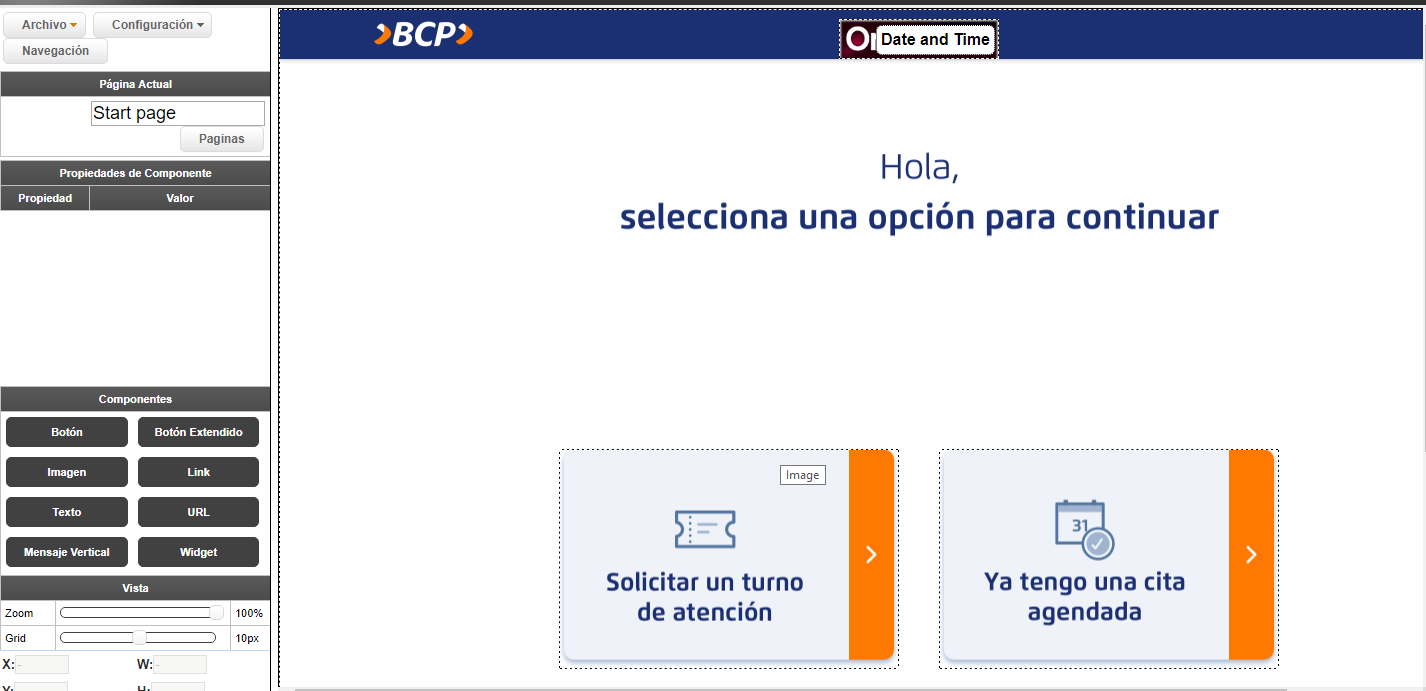 Archivo
Configuración
Navegación
Página Actual
Start page
Paginas
Propiedades de Componente
Propiedad
Valor
Componentes
Botón
Botón Extendido
Imagen
Link
Texto
URL
Mensaje Vertical
Widget
Vista
Zoom
100%
Grid
10px
X:
-
W:
-
Y:
H:
BCP
Date and Time
Hola,
selecciona una opción para continuar
Image
Solicitar un turno
de atención
31
Ya tengo una cita
agendada